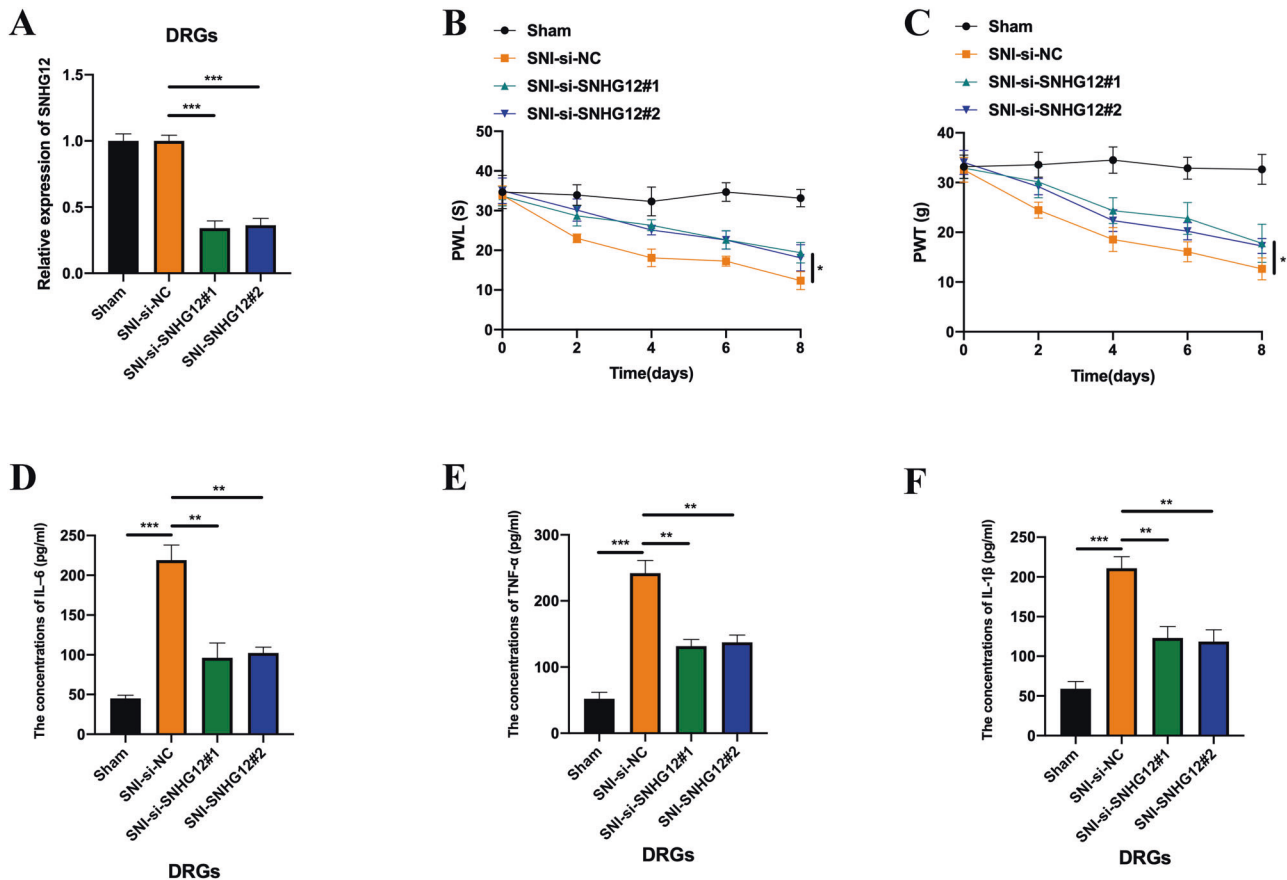 A
DRGs
Relative expression of SNHG12
1.5
1.0
0.5
0.0
***
***
Sham
SNI-si-NC
SNI-si-SNHG12#1
SNI-SNHG12#2
B
Sham
SNI-si-NC
SNI-si-SNHG12#1
SNI-si-SNHG12#2
PWL (S)
50
40
30
20
10
0
*
0 2 4 6 8
Time(days)
C
Sham
SNI-si-NC
SNI-si-SNHG12#1
SNI-si-SNHG12#2
PWT (g)
40
30
20
10
0
*
0 2 4 6 8
Time(days)
D
The concentrations of IL–6 (pg/ml)
250
200
150
100
50
0
**
*** **
Sham
SNI-si-NC
SNI-si-SNHG12#1
SNI-SNHG12#2
DRGs
E
The concentrations of TNF-α (pg/ml)
300
200
100
0
**
*** **
Sham
SNI-si-NC
SNI-si-SNHG12#1
SNI-SNHG12#2
DRGs
F
The concentrations of IL-1β (pg/ml)
250
200
150
100
50
0
**
*** **
Sham
SNI-si-NC
SNI-si-SNHG12#1
SNI-SNHG12#2
DRGs